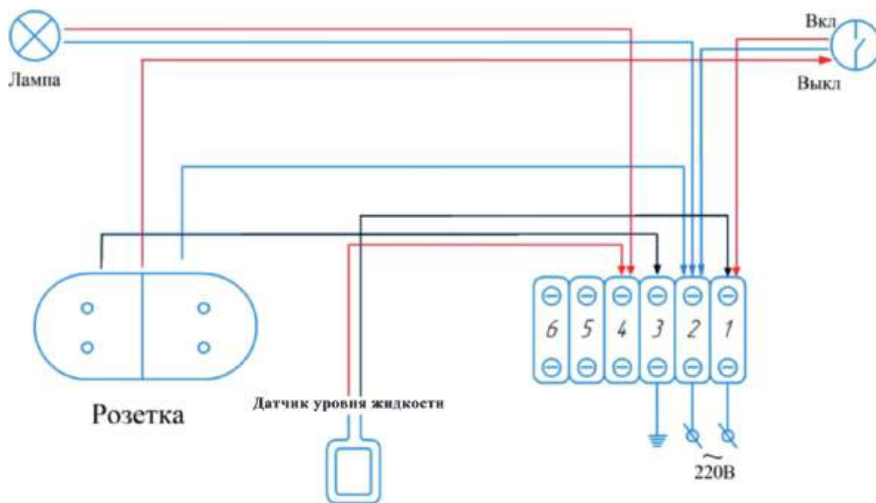 Вкл
Лампа
Выкл
6 5 4 3 2 1
Датчик уровня жидкости
Розетка
~
220В